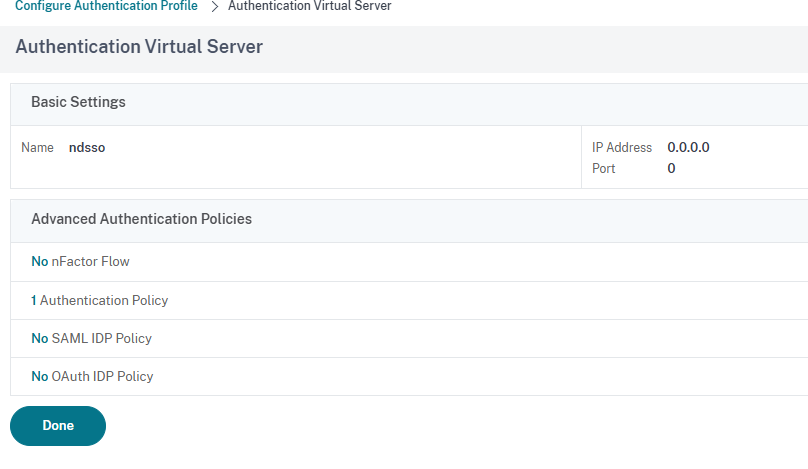 Configure Authentication Profile > Authentication Virtual Server
Authentication Virtual Server
Basic Settings
Name ndsso
IP Address 0.0.0.0
Port 0
Advanced Authentication Policies
No nFactor Flow
1 Authentication Policy
No SAML IDP Policy
No OAuth IDP Policy
Done